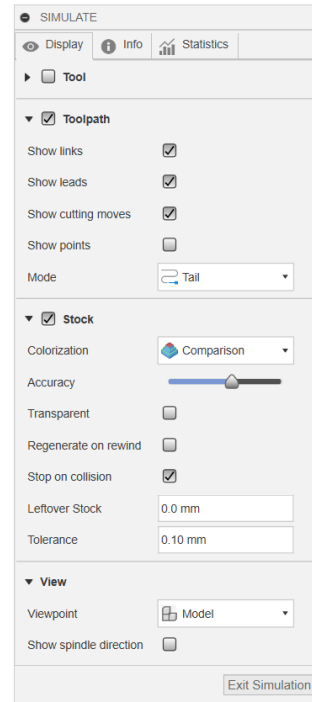 SIMULATE
Display Info Statistics
Tool
Toolpath
Show links
Show leads
Show cutting moves
Show points
Mode Tail
Stock
Colorization Comparison
Accuracy
Transparent
Regenerate on rewind
Stop on collision
Leftover Stock 0.0 mm
Tolerance 0.10 mm
View
Viewpoint Model
Show spindle direction
Exit Simulation